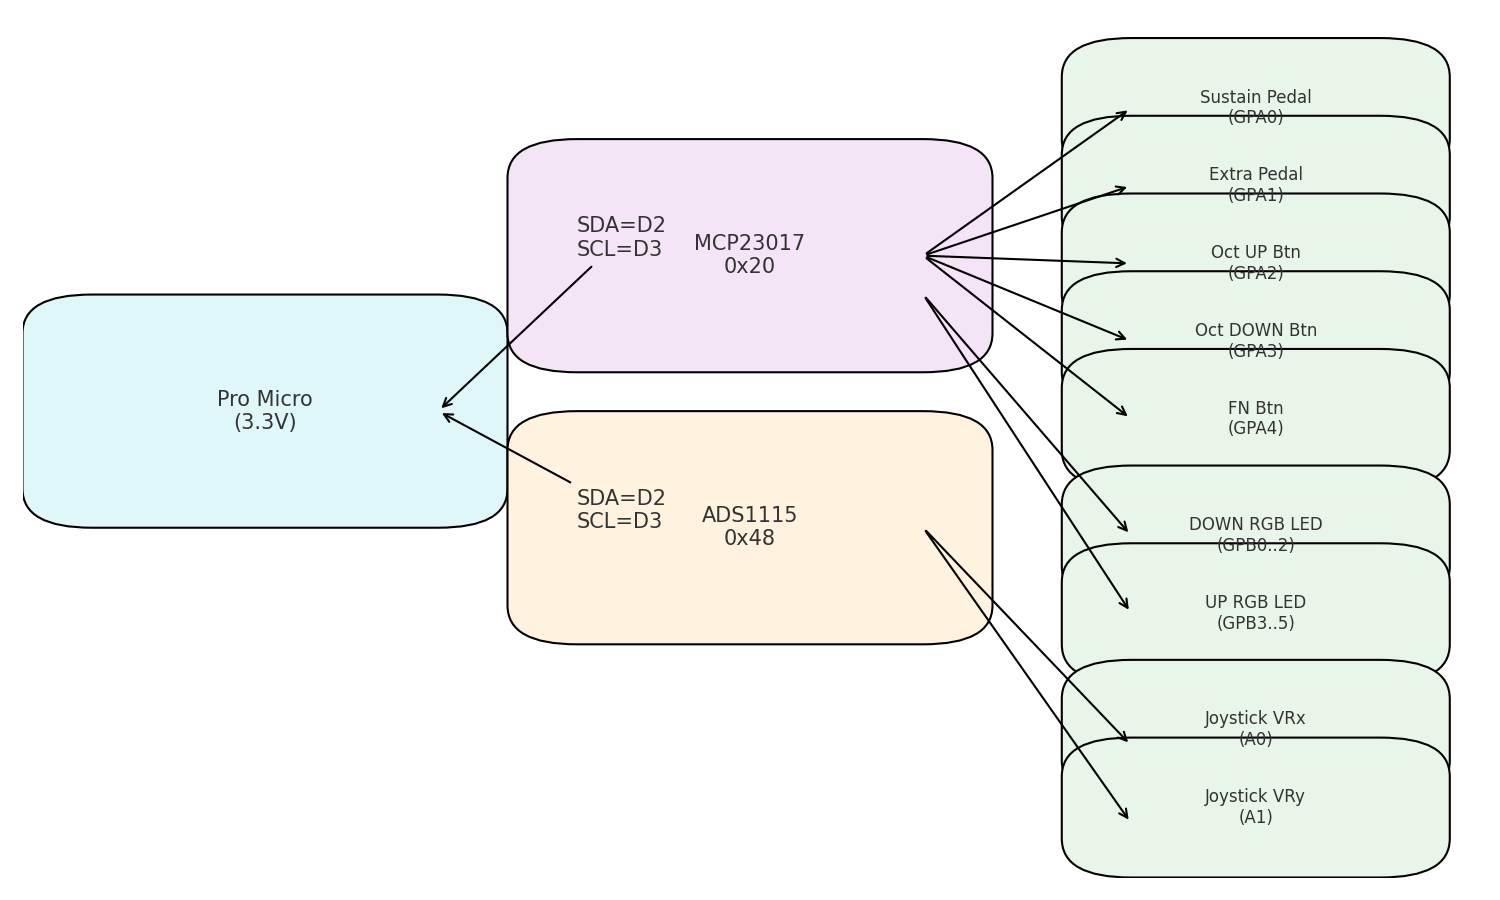 Pro Micro
(3.3V)
SDA=D2
SCL=D3
MCP23017
0x20
SDA=D2
SCL=D3
ADS1115
0x48
Sustain Pedal
(GPA0)
Extra Pedal
(GPA1)
Oct UP Btn
(GPA2)
Oct DOWN Btn
(GPA3)
FN Btn
(GPA4)
DOWN RGB LED
(GPB0..2)
UP RGB LED
(GPB3..5)
Joystick VRx
(A0)
Joystick VRy
(A1)